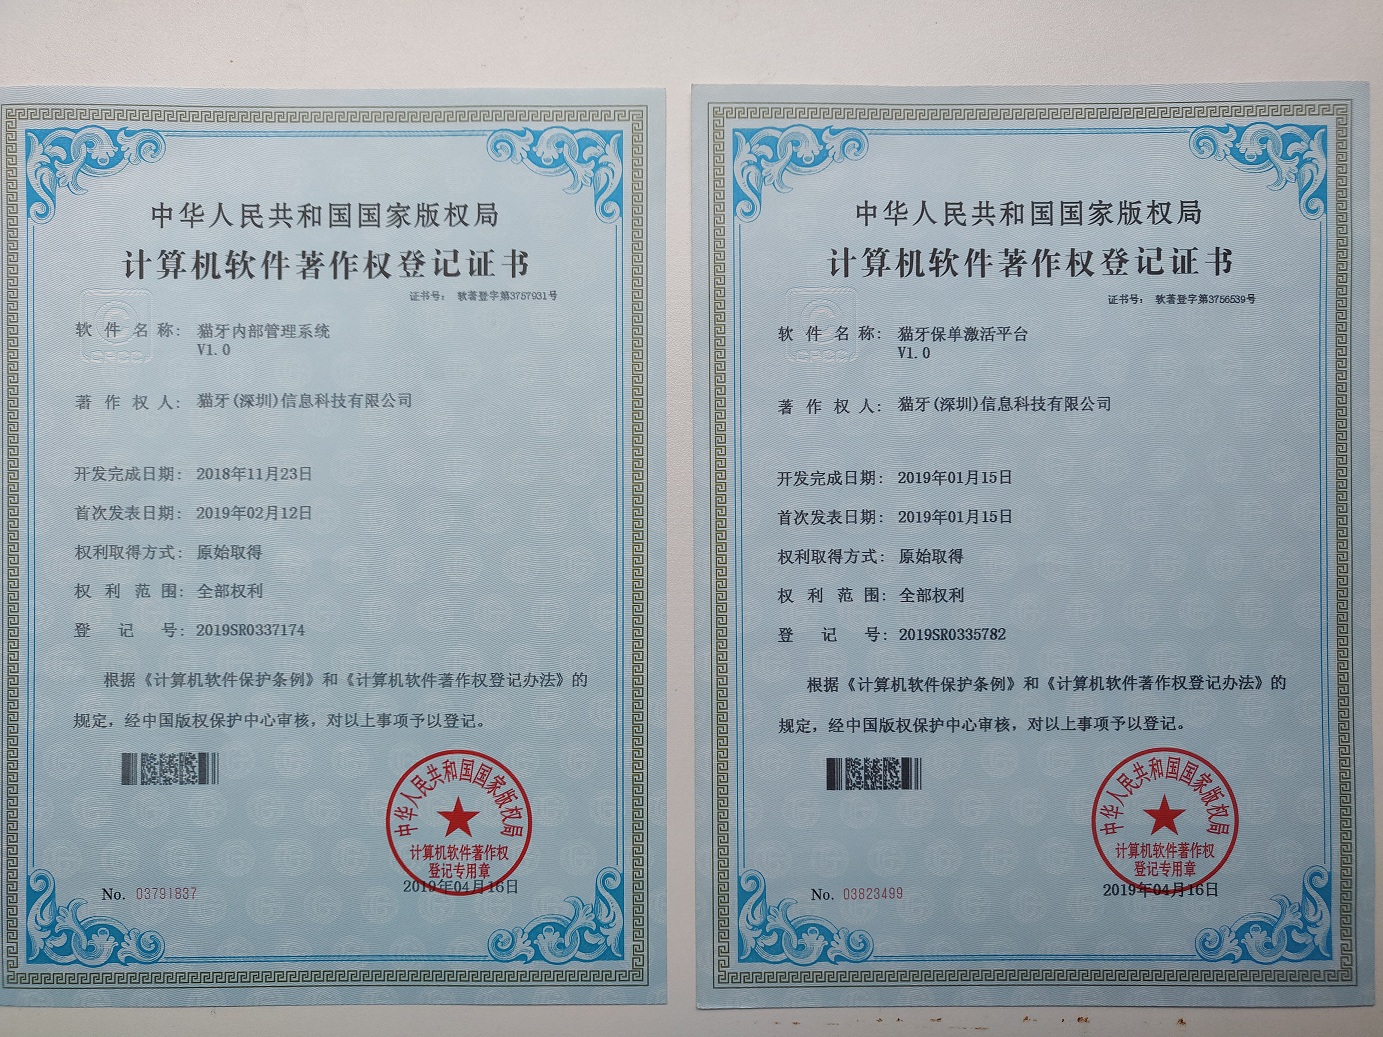 中华人民共和国国家版权局
计算机软件著作权登记证书
证书号： 软著登字第3757931号
CPCC
软件名称： 猫牙内部管理系统
V1.0
著作权人： 猫牙(深圳)信息科技有限公司
开发完成日期： 2018年11月23日
首次发表日期： 2019年02月12日
权利取得方式： 原始取得
权利范围： 全部权利
登记号： 2019SR0337174
根据《计算机软件保护条例》和《计算机软件著作权登记办法》的
规定，经中国版权保护中心审核，对以上事项予以登记。
中华人民共和国国家版权局
计算机软件著作权
登记专用章
No. 03791837
2019年04月16日
中华人民共和国国家版权局
计算机软件著作权登记证书
证书号： 软著登字第3756539号
CPCC
软件名称： 猫牙保单激活平台
V1.0
著作权人： 猫牙(深圳)信息科技有限公司
开发完成日期： 2019年01月15日
首次发表日期： 2019年01月15日
权利取得方式： 原始取得
权利范围： 全部权利
登记号： 2019SR0335782
根据《计算机软件保护条例》和《计算机软件著作权登记办法》的
规定，经中国版权保护中心审核，对以上事项予以登记。
中华人民共和国国家版权局
计算机软件著作权
登记专用章
No. 03823499
2019年04月16日